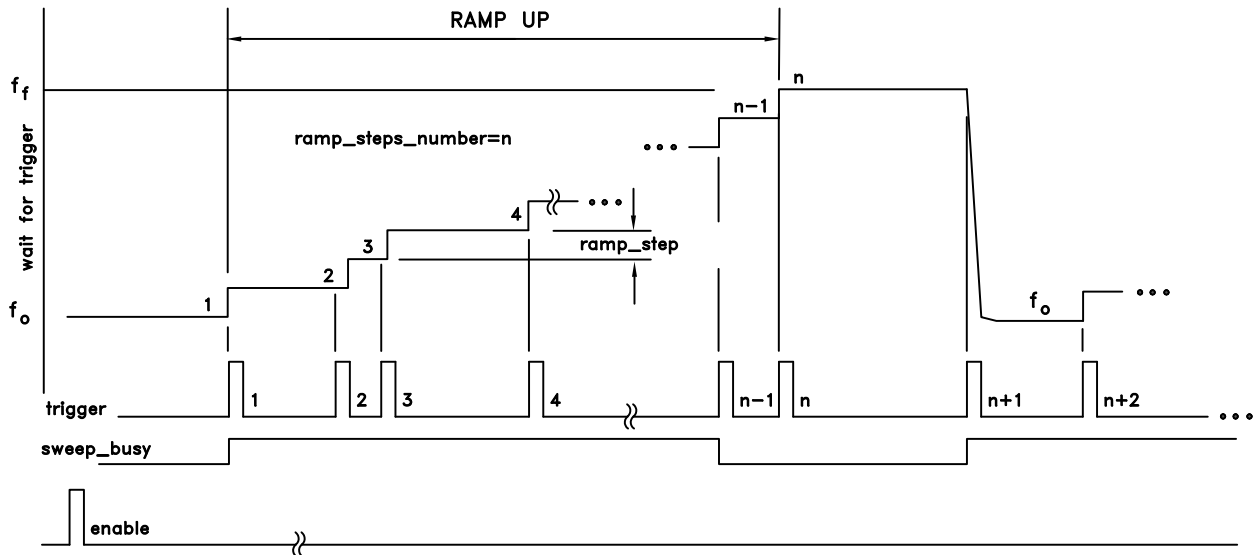 RAMP UP
f f
n
n-1
wait for trigger
ramp_steps_number=n
4
3
ramp_step
2
1
f o
f o
trigger
1
2
3
4
n-1
n
n+1
n+2
sweep_busy
enable